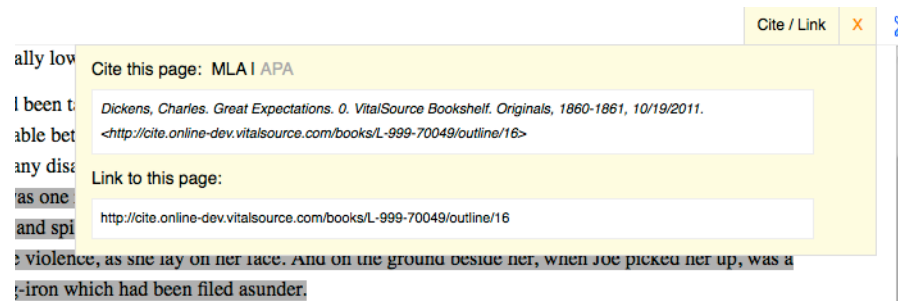 Cite / Link X
ally low
Cite this page: MLA | APA
been ta
Dickens, Charles. Great Expectations. 0. VitalSource Bookshelf. Originals, 1860-1861, 10/19/2011.
able bet
<http://cite.online-dev.vitalsource.com/books/L-999-70049/outline/16>
any disa
Link to this page:
as one
http://cite.online-dev.vitalsource.com/books/L-999-70049/outline/16
and spi
violence, as she lay on her face. And on the ground beside her, when Joe picked her up, was a
g-iron which had been filed asunder.